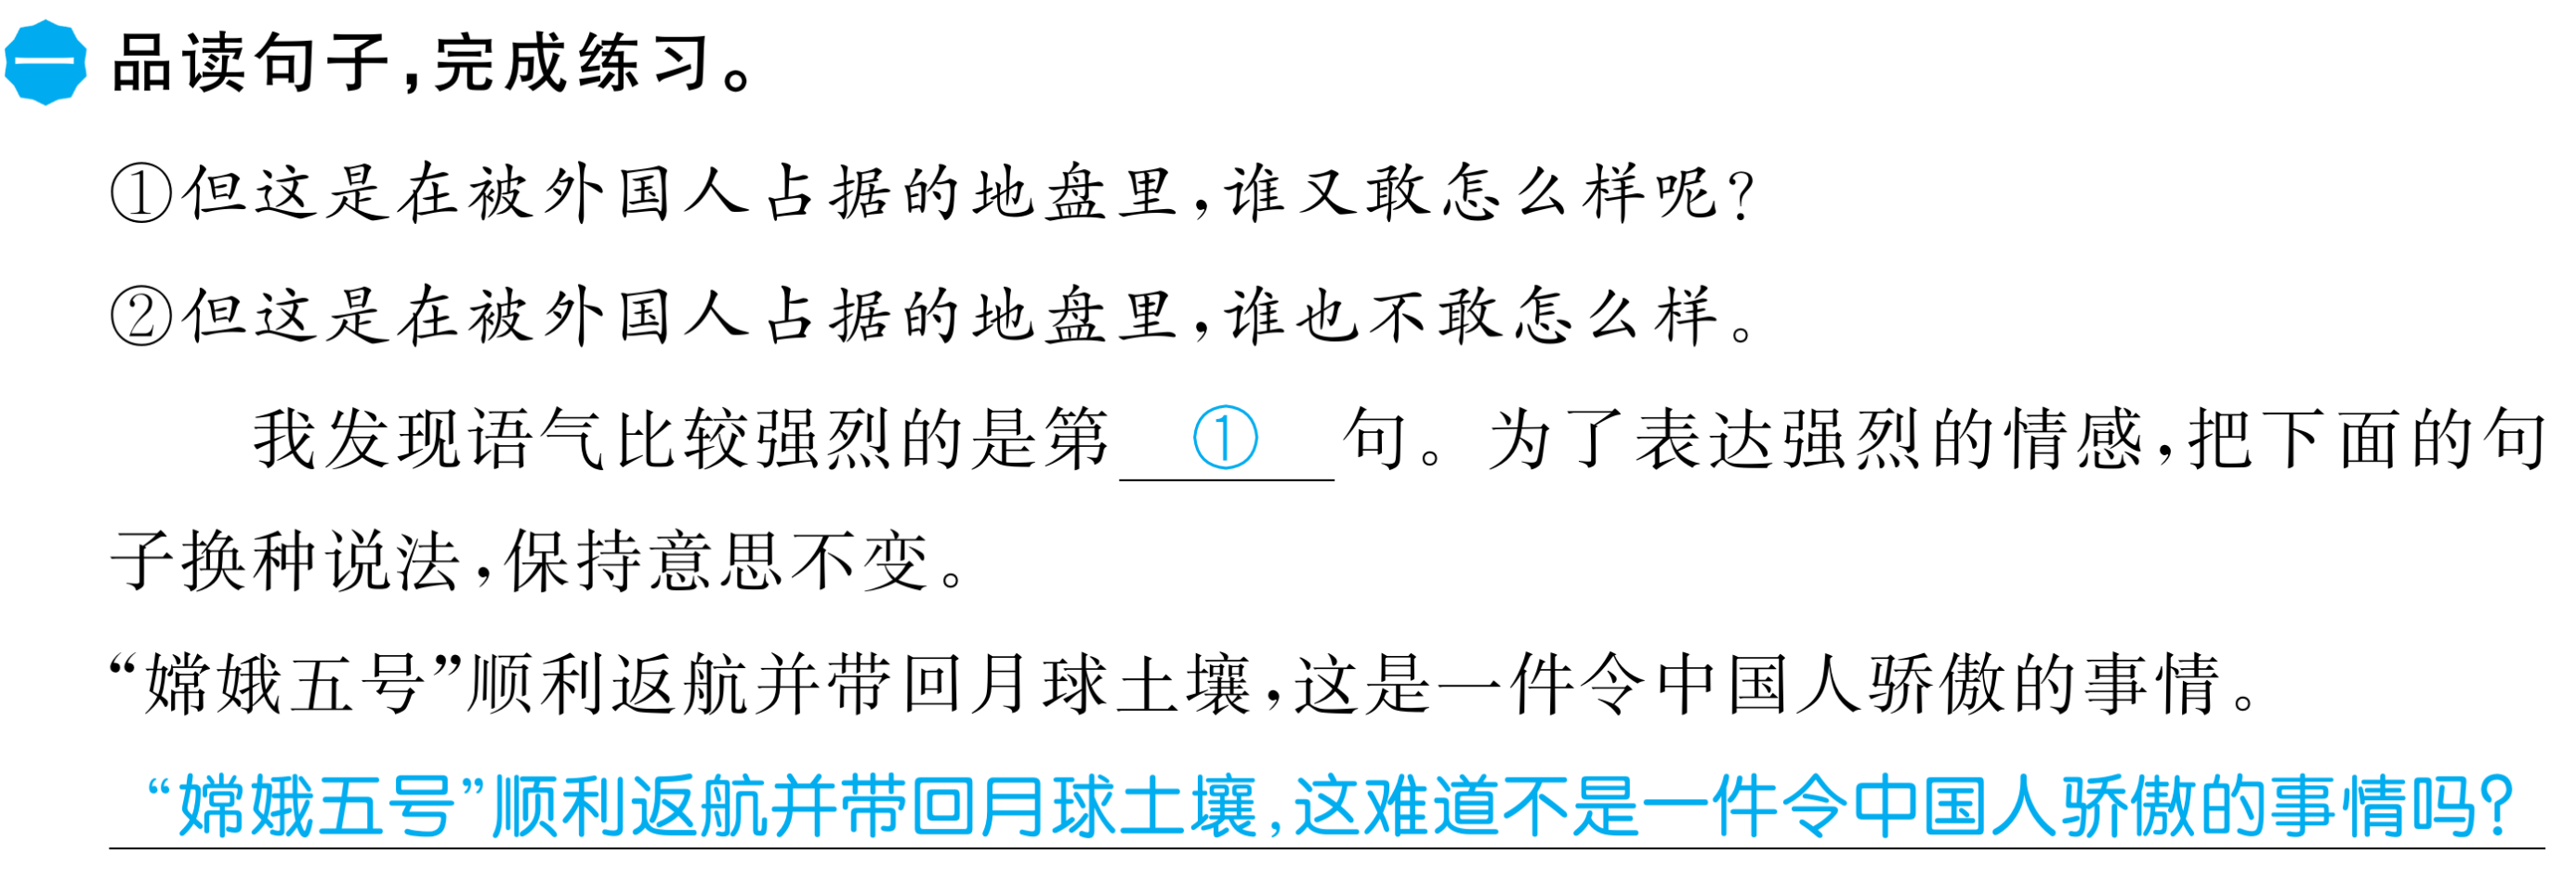 一 品读句子,完成练习。
①但这是在被外国人占据的地盘里,谁又敢怎么样呢?
②但这是在被外国人占据的地盘里,谁也不敢怎么样。
我发现语气比较强烈的是第 ① 句。为了表达强烈的情感,把下面的句
子换种说法,保持意思不变。
“嫦娥五号”顺利返航并带回月球土壤,这是一件令中国人骄傲的事情。
“嫦娥五号”顺利返航并带回月球土壤,这难道不是一件令中国人骄傲的事情吗?